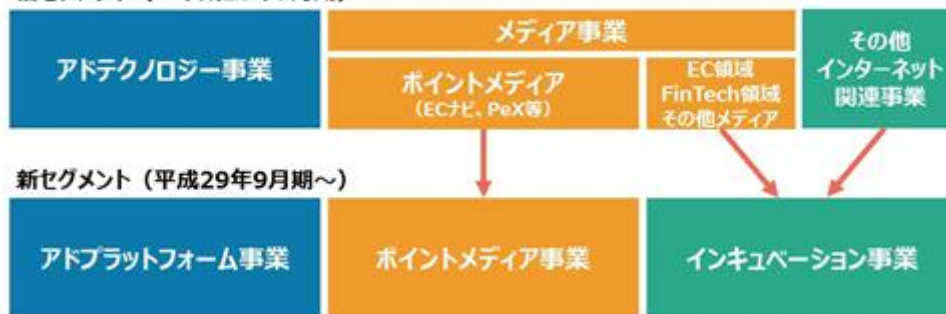 アドテクノロジー事業
メディア事業
ポイントメディア
(ECナビ、PeX等)
EC領域
FinTech領域
その他メディア
その他
インターネット
関連事業
新セグメント（平成29年9月期～）
アドプラットフォーム事業
ポイントメディア事業
インキュベーション事業